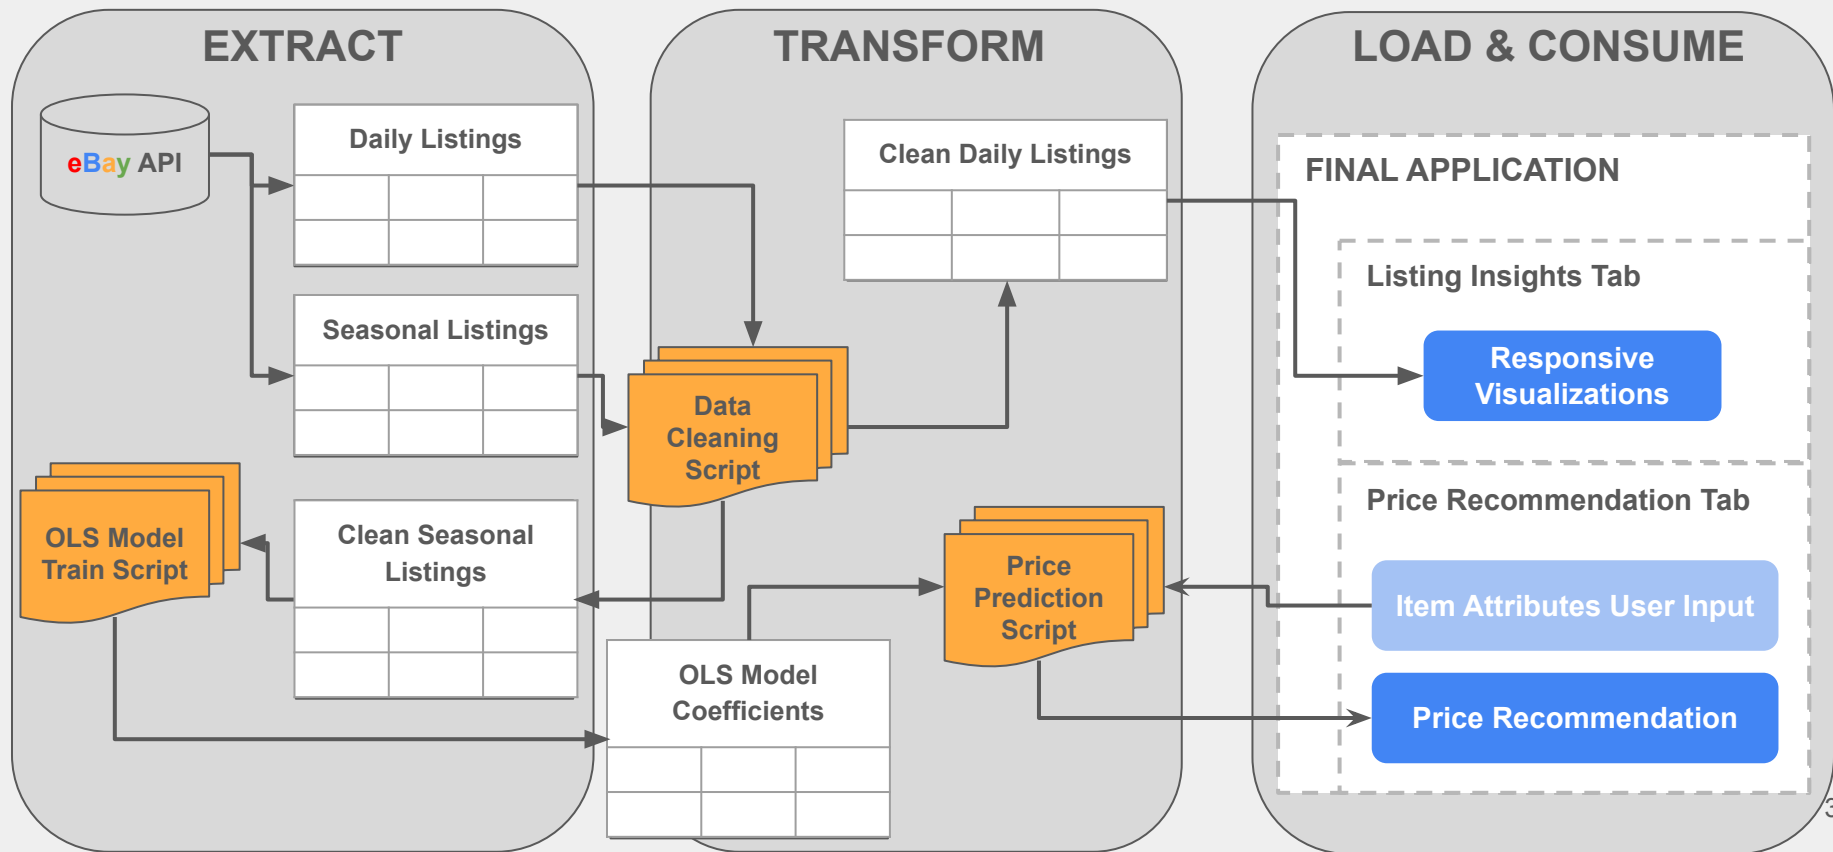 EXTRACT
eBay API
Daily Listings
Seasonal Listings
OLS Model
Train Script
Clean Seasonal
Listings
TRANSFORM
Clean Daily Listings
Data
Cleaning
Script
Price
Prediction
Script
OLS Model
Coefficients
LOAD & CONSUME
FINAL APPLICATION
Listing Insights Tab
Responsive
Visualizations
Price Recommendation Tab
Item Attributes User Input
Price Recommendation
3